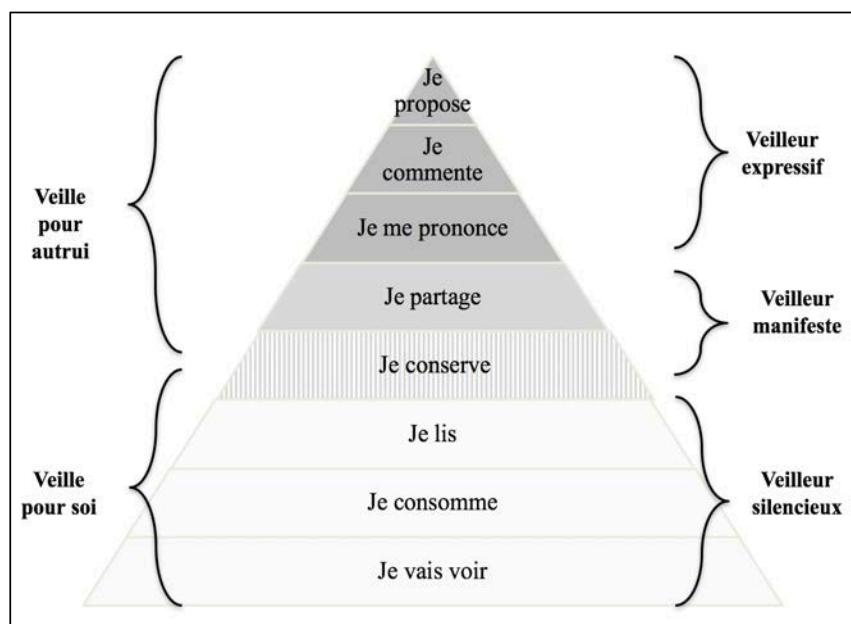 Je
propose
Je
commente
Je me prononce
Je partage
Je conserve
Je lis
Je consomme
Je vais voir
Veille
pour
autrui
Veille
pour soi
Veilleur
expressif
Veilleur
manifeste
Veilleur
silencieux